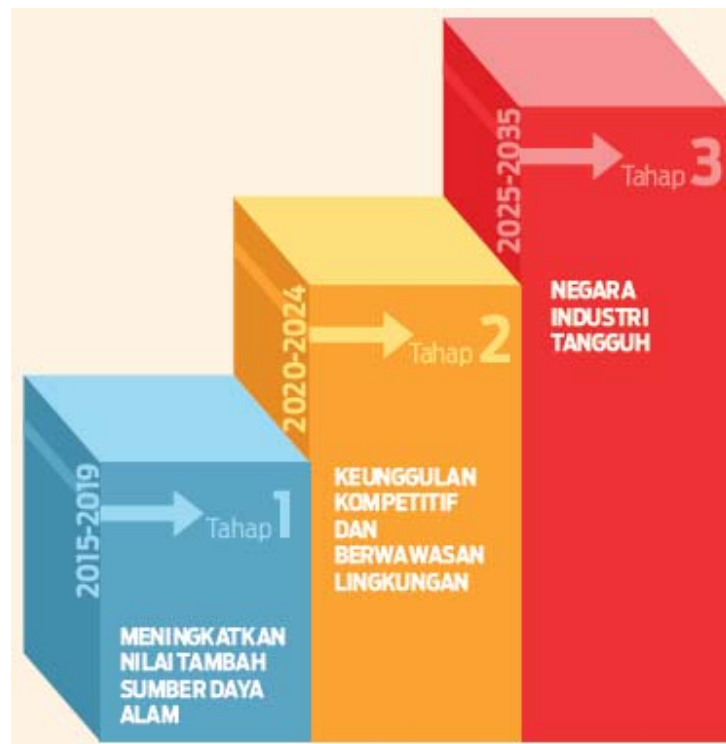 2015-2019
Tahap 1
MENINGKATKAN
NILAI TAMBAH
SUMBER DAYA
ALAM
2020-2024
Tahap 2
KEUNGGULAN
KOMPETITIF
DAN
BERWAWASAN
LINGKUNGAN
2025-2035
Tahap 3
NEGARA
INDUSTRI
TANGGUH